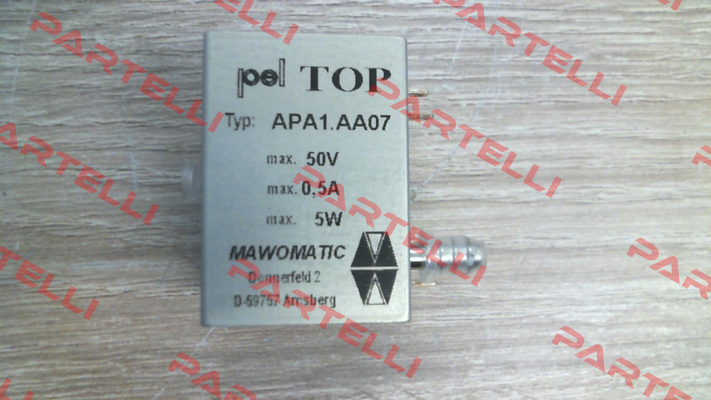 pel TOP
Typ: APA1.AA07
max. 50V
max. 0,5A
max. 5W
MAWOMATIC
Donnerfeld 2
D-59757 Arnsberg
PARTELLI
PARTELLI
PARTELLI
PARTELLI
PARTELLI
PARTELLI
PARTELLI